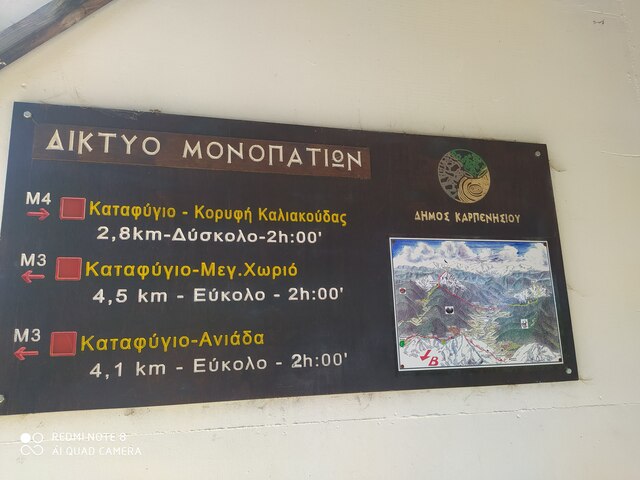 ΔΙΚΤΥΟ ΜΟΝΟΠΑΤΙΩΝ
ΔΗΜΟΣ ΚΑΡΠΕΝΗΣΙΟΥ
Μ4 Καταφύγιο - Κορυφή Καλιακούδας
2,8km-Δύσκολο-2h:00'
Μ3 Καταφύγιο-Μεγ.Χωριό
4,5 km - Εύκολο - 2h:00'
Μ3 Καταφύγιο-Ανιάδα
4,1 km - Εύκολο - 2h:00'
Β
REDMI NOTE 8
AI QUAD CAMERA